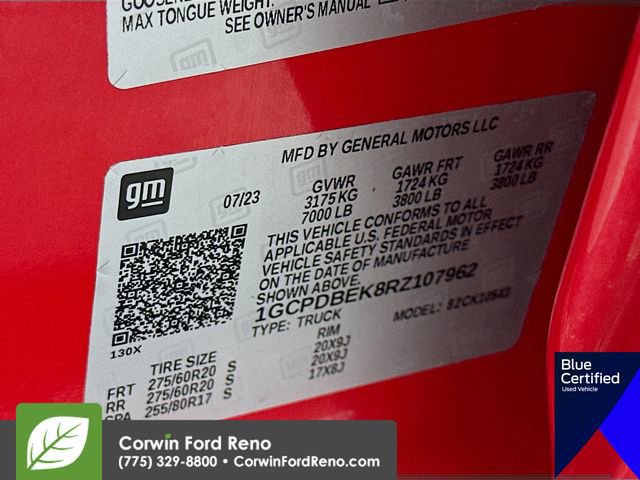 MAX TONGUE WEIGHT:
SEE OWNER'S MANUAL
gm
gm
MFD BY GENERAL MOTORS LLC
07/23
GVWR
GAWR FRT
GAWR RR
3175 KG
1724 KG
1724 KG
7000 LB
3800 LB
3800 LB
THIS VEHICLE CONFORMS TO ALL
APPLICABLE U.S. FEDERAL MOTOR
VEHICLE SAFETY STANDARDS IN EFFECT
ON THE DATE OF MANUFACTURE
SHOWN ABOVE.
1GCPDBEK8RZ107962
TYPE: TRUCK
MODEL: 82CK10543
130X
TIRE SIZE
RIM
FRT 275/60R20 S 20X9J
RR 275/60R20 S 20X9J
SPA 255/80R17 S 17X8J
Blue
Certified
Used Vehicle
Corwin Ford Reno
(775) 329-8800 • CorwinFordReno.com